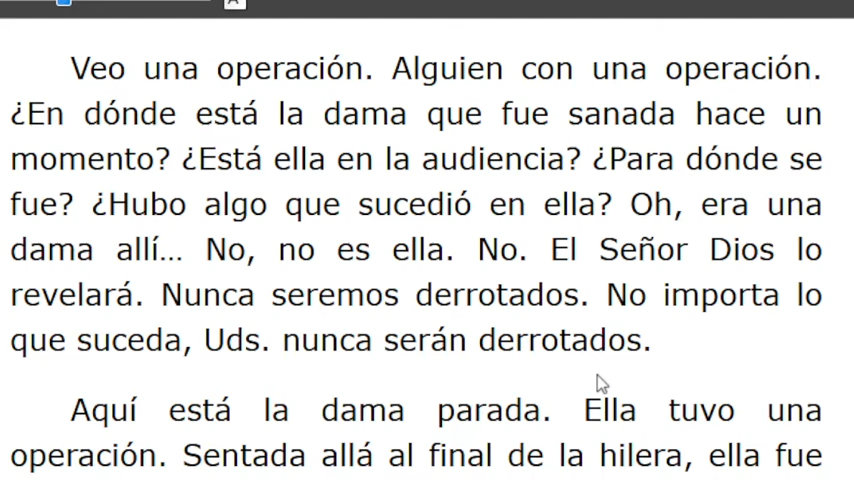 Veo una operación. Alguien con una operación.
¿En dónde está la dama que fue sanada hace un
momento? ¿Está ella en la audiencia? ¿Para dónde se
fue? ¿Hubo algo que sucedió en ella? Oh, era una
dama allí... No, no es ella. No. El Señor Dios lo
revelará. Nunca seremos derrotados. No importa lo
que suceda, Uds. nunca serán derrotados.
Aquí está la dama parada. Ella tuvo una
operación. Sentada allá al final de la hilera, ella fue